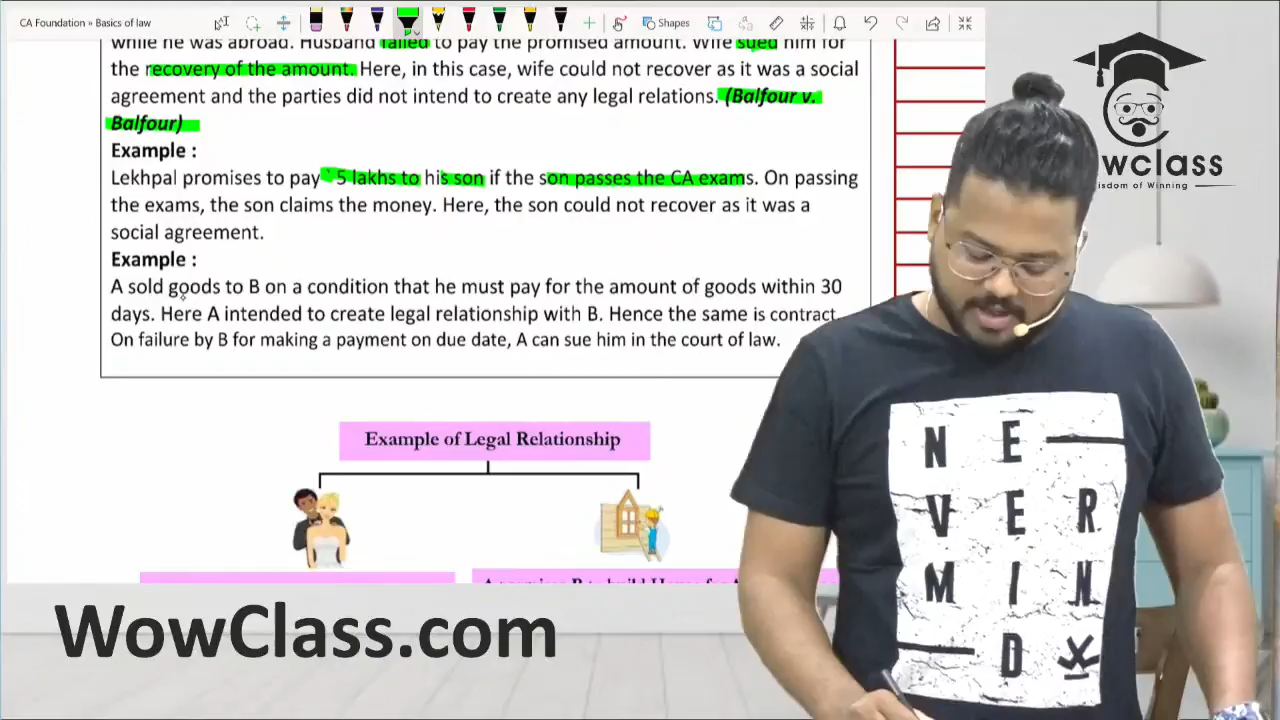 CA Foundation » Basics of law
Shapes
while he was abroad. Husband failed to pay the promised amount. Wife sued him for
the recovery of the amount. Here, in this case, wife could not recover as it was a social
agreement and the parties did not intend to create any legal relations. (Balfour v.
Balfour)
Example :
Lekhpal promises to pay ` 5 lakhs to his son if the son passes the CA exams. On passing
the exams, the son claims the money. Here, the son could not recover as it was a
social agreement.
Example :
A sold goods to B on a condition that he must pay for the amount of goods within 30
days. Here A intended to create legal relationship with B. Hence the same is contract.
On failure by B for making a payment on due date, A can sue him in the court of law.
Example of Legal Relationship
wclass
isdom of Winning
N E
V E R
M I N
D
WowClass.com